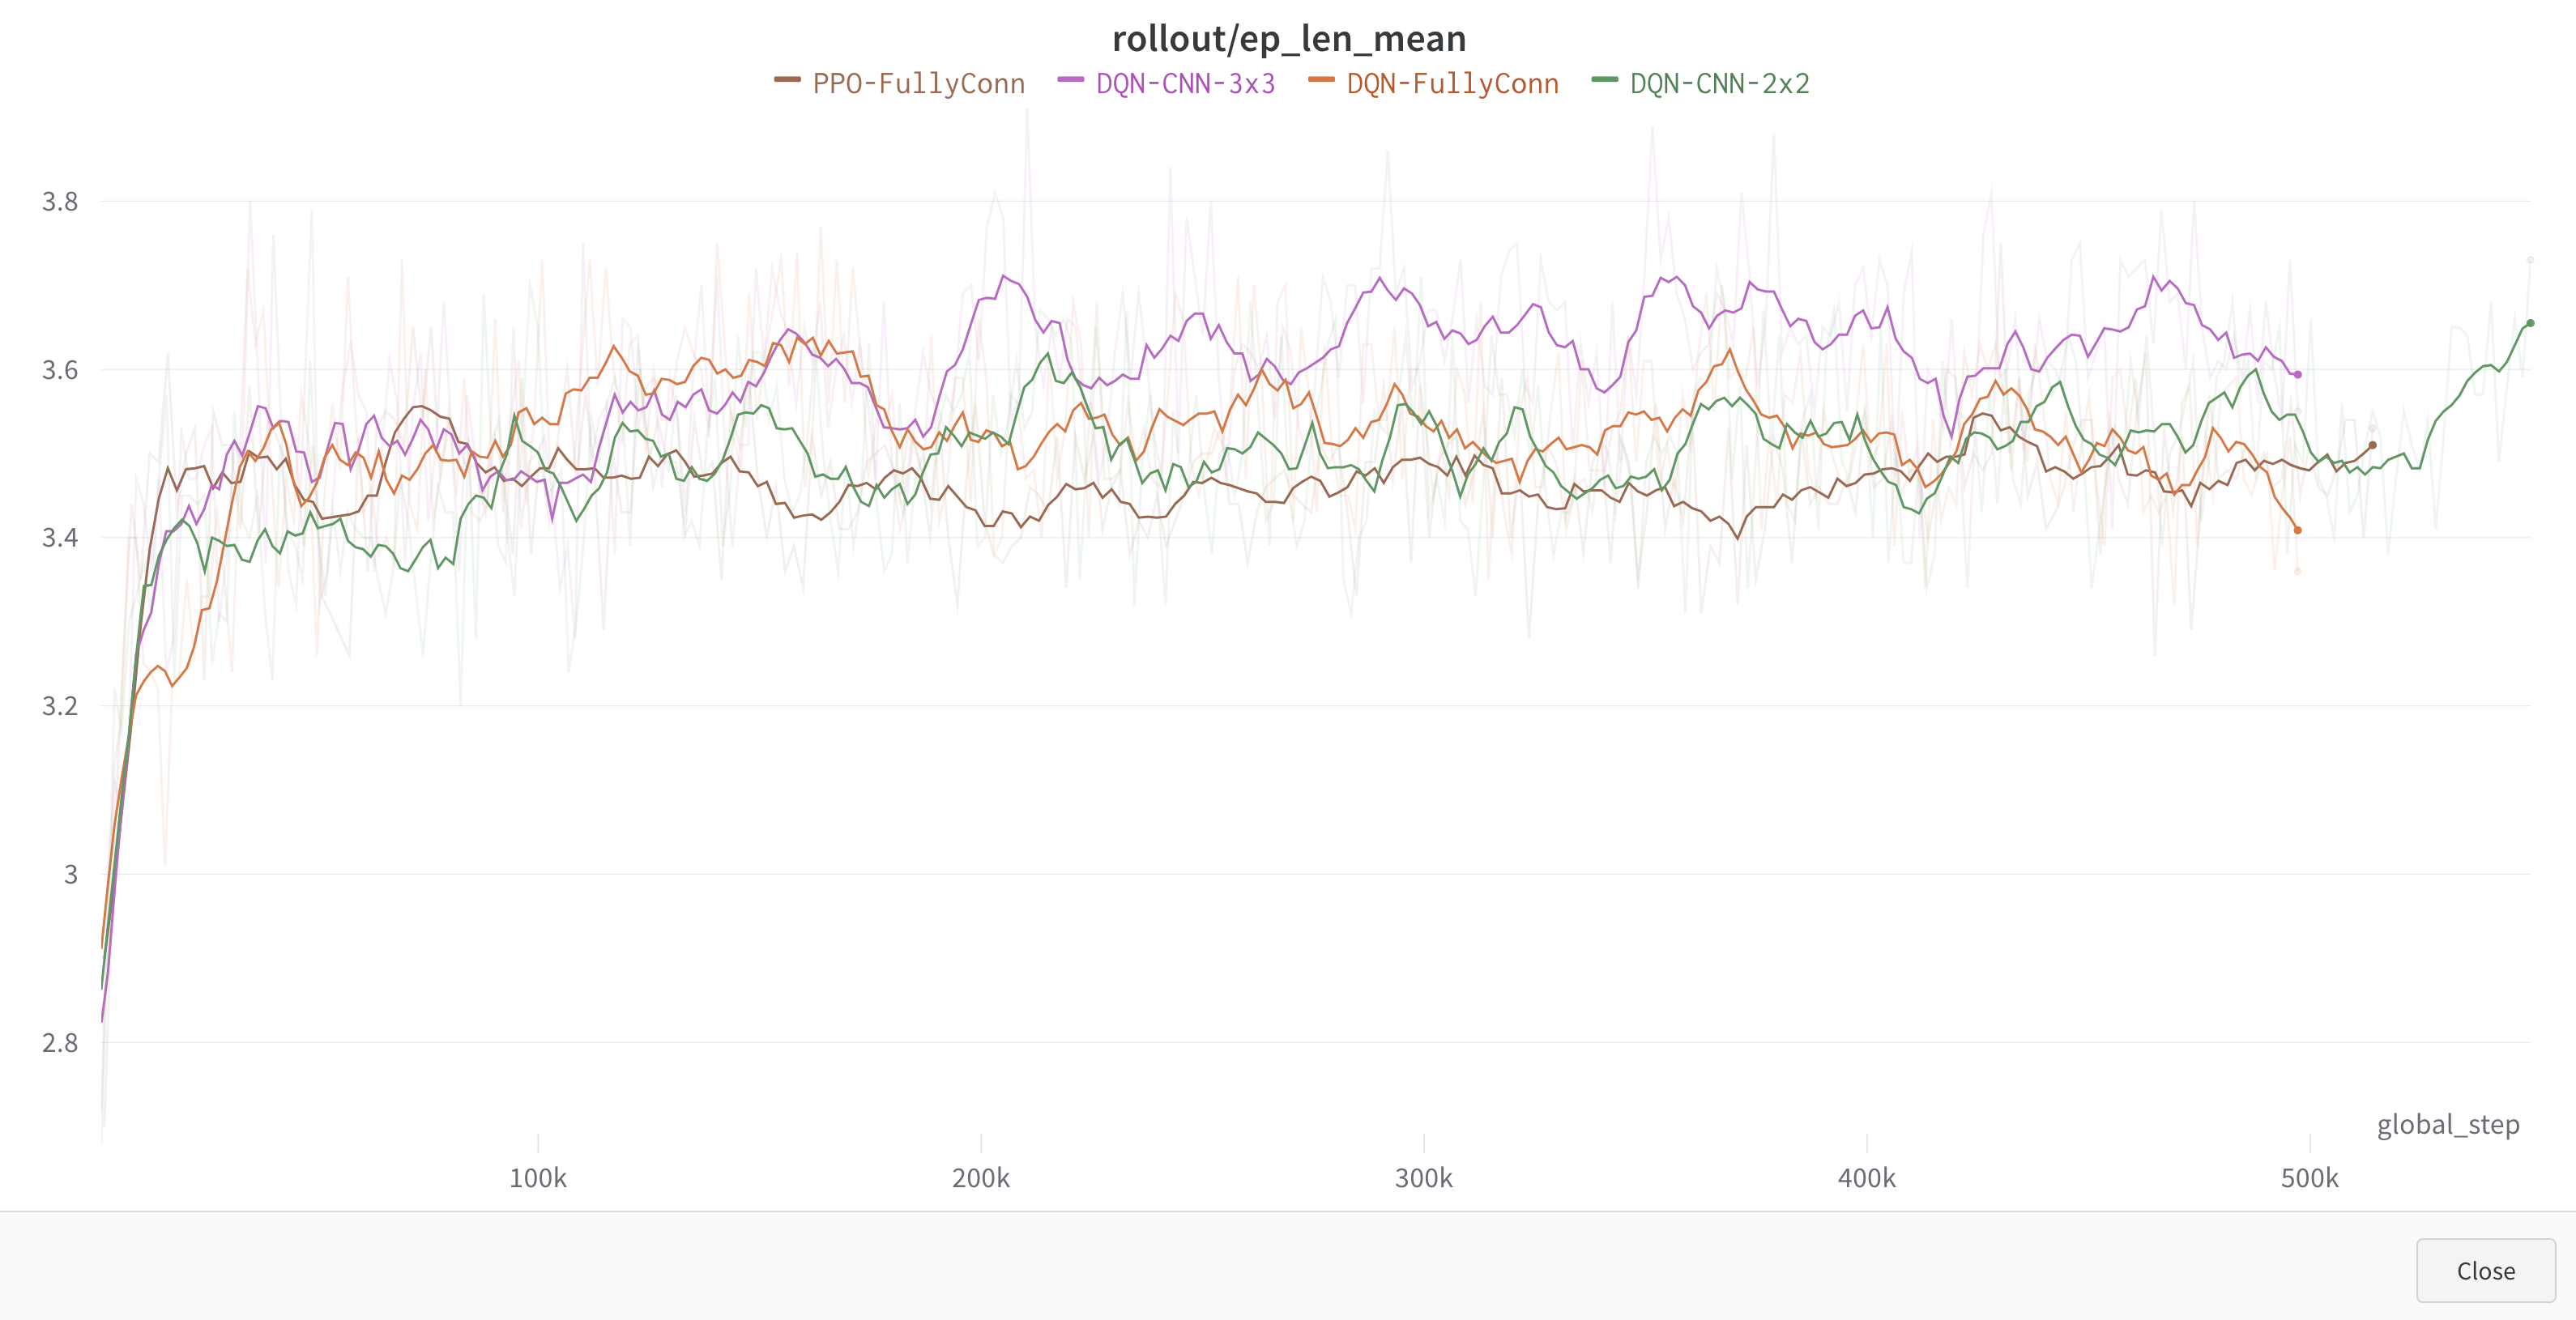 rollout/ep_len_mean
PPO-FullyConn DQN-CNN-3x3 DQN-FullyConn DQN-CNN-2x2
3.8
3.6
3.4
3.2
3
2.8
global_step
100k 200k 300k 400k 500k
Close